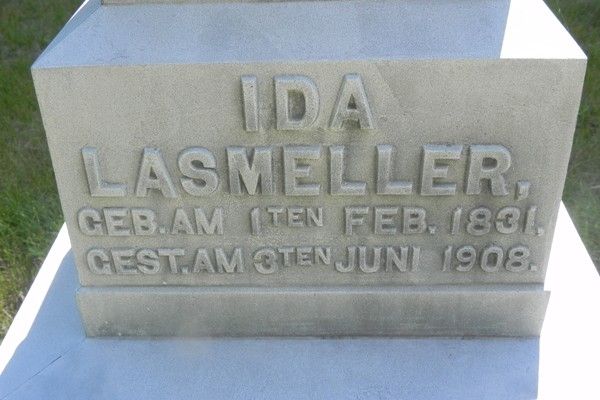 IDA
LASMELLER,
GEB. AM 1TEN FEB. 1831,
GEST. AM 3TEN JUNI 1908.